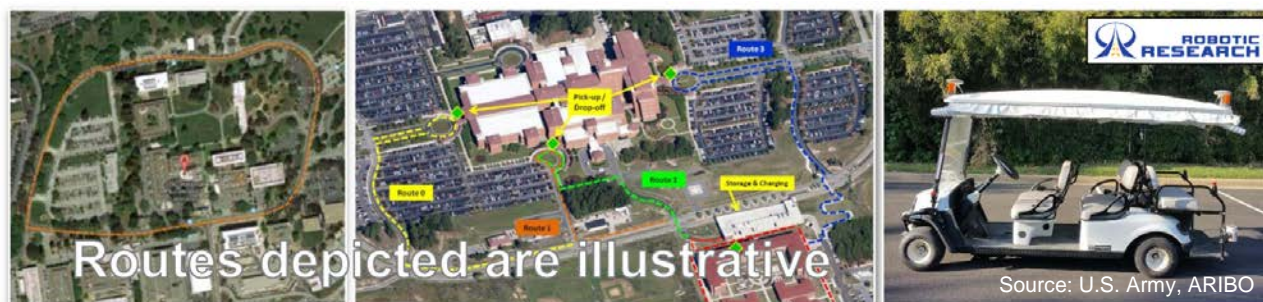 ROBOTIC
RESEARCH
Route 3
Pick-up /
Drop-off
Route 0
Route 2
Storage & Charging
Route 1
Routes depicted are illustrative
Source: U.S. Army, ARIBO